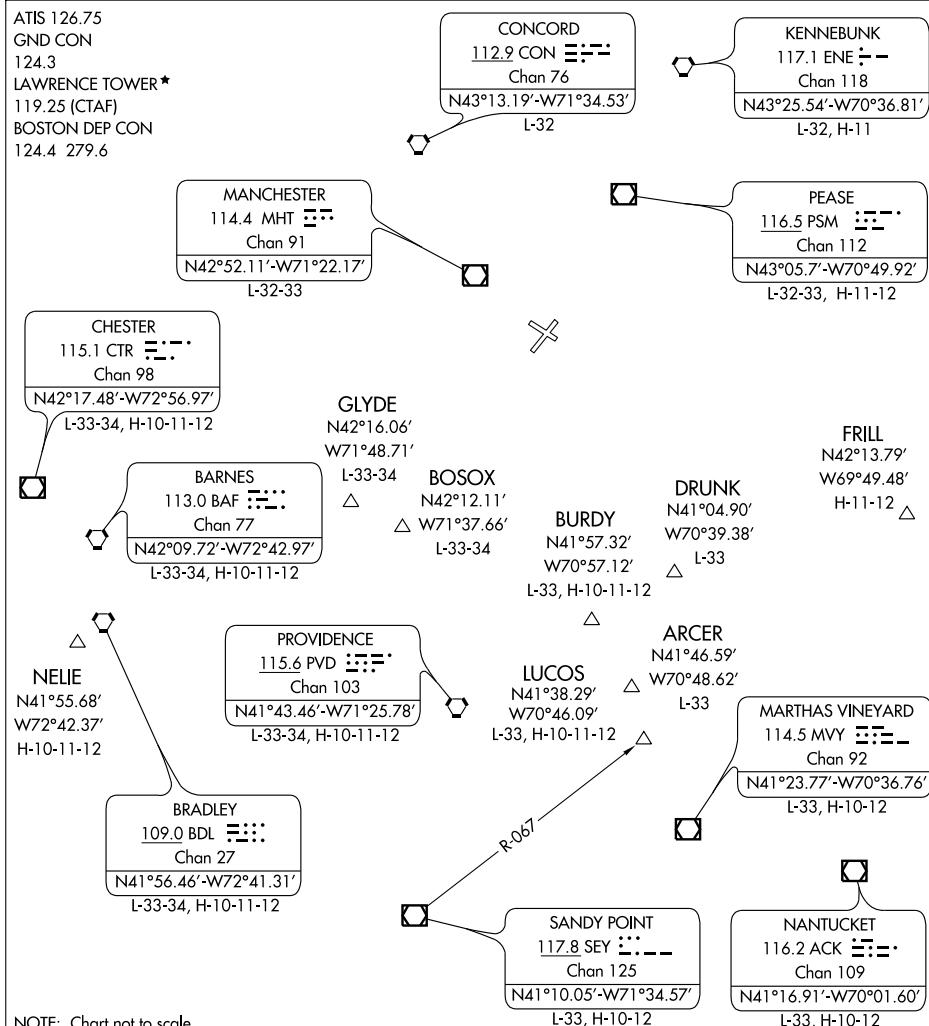 ATIS 126.75
GND CON
124.3
LAWRENCE TOWER ★
119.25 (CTAF)
BOSTON DEP CON
124.4 279.6
CONCORD
112.9 CON
Chan 76
N43°13.19′-W71°34.53′
L-32
KENNEBUNK
117.1 ENE
Chan 118
N43°25.54′-W70°36.81′
L-32, H-11
MANCHESTER
114.4 MHT
Chan 91
N42°52.11′-W71°22.17′
L-32-33
PEASE
116.5 PSM
Chan 112
N43°05.7′-W70°49.92′
L-32-33, H-11-12
CHESTER
115.1 CTR
Chan 98
N42°17.48′-W72°56.97′
L-33-34, H-10-11-12
GLYDE
N42°16.06′
W71°48.71′
L-33-34
FRILL
N42°13.79′
W69°49.48′
H-11-12
BARNES
113.0 BAF
Chan 77
N42°09.72′-W72°42.97′
L-33-34, H-10-11-12
BOSOX
N42°12.11′
W71°37.66′
L-33-34
DRUNK
N41°04.90′
W70°39.38′
L-33
BURDY
N41°57.32′
W70°57.12′
L-33, H-10-11-12
NELIE
N41°55.68′
W72°42.37′
H-10-11-12
PROVIDENCE
115.6 PVD
Chan 103
N41°43.46′-W71°25.78′
L-33-34, H-10-11-12
LUCOS
N41°38.29′
W70°46.09′
L-33, H-10-11-12
ARCER
N41°46.59′
W70°48.62′
L-33
MARTHAS VINEYARD
114.5 MVY
Chan 92
N41°23.77′-W70°36.76′
L-33, H-10-12
BRADLEY
109.0 BDL
Chan 27
N41°56.46′-W72°41.31′
L-33-34, H-10-11-12
R-067
SANDY POINT
117.8 SEY
Chan 125
N41°10.05′-W71°34.57′
L-33, H-10-12
NANTUCKET
116.2 ACK
Chan 109
N41°16.91′-W70°01.60′
L-33, H-10-12
NOTE: Chart not to scale